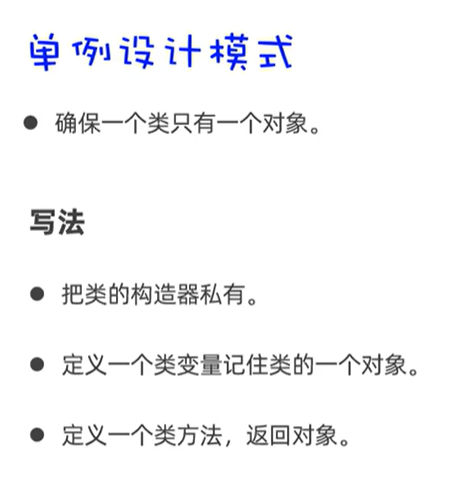 单例设计模式
● 确保一个类只有一个对象。
写法
● 把类的构造器私有。
● 定义一个类变量记住类的一个对象。
● 定义一个类方法，返回对象。